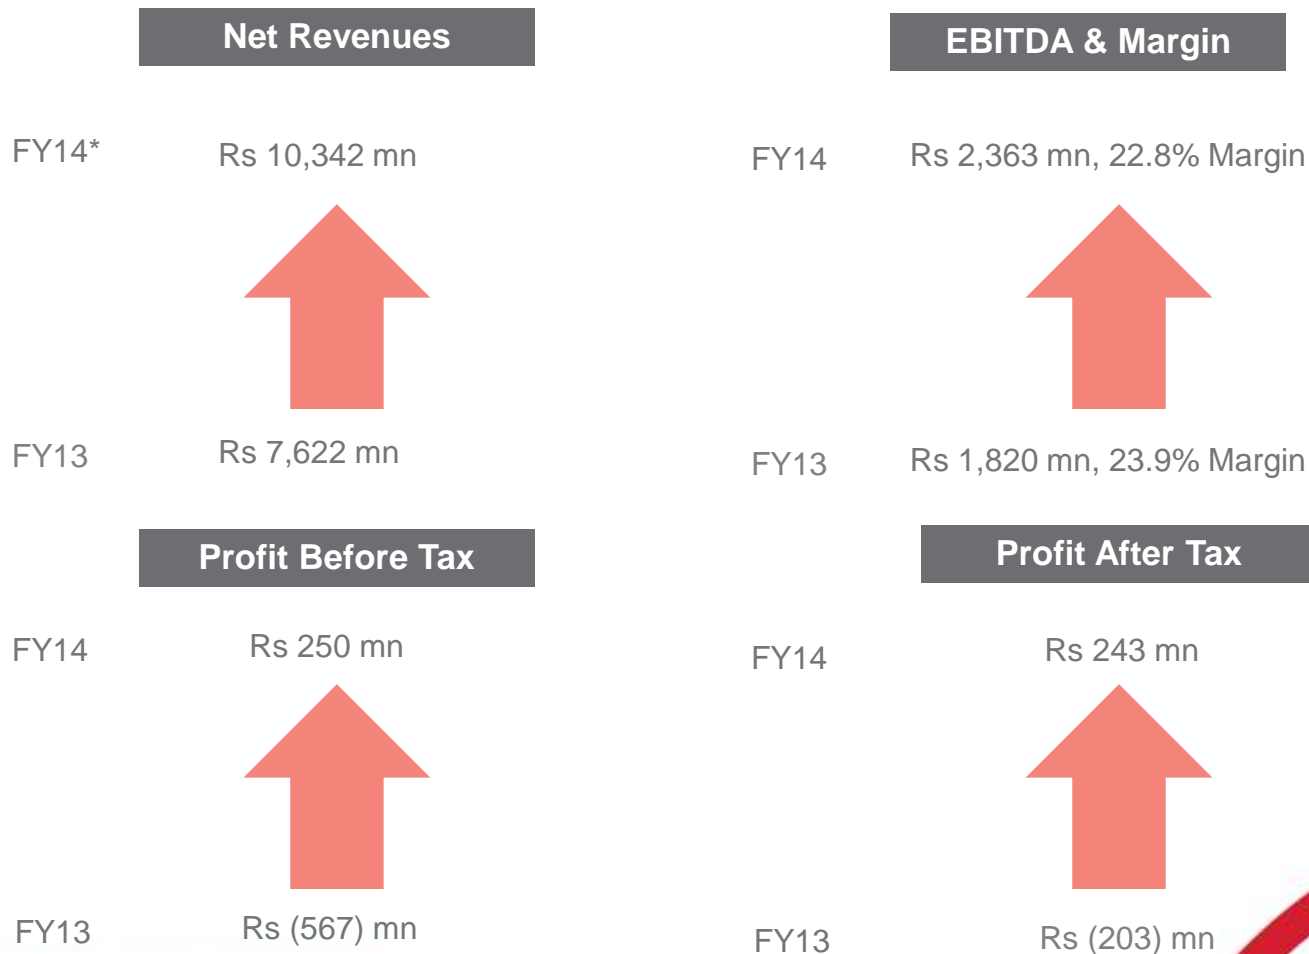 Net Revenues
FY14* Rs 10,342 mn
FY13 Rs 7,622 mn
EBITDA & Margin
FY14 Rs 2,363 mn, 22.8% Margin
FY13 Rs 1,820 mn, 23.9% Margin
Profit Before Tax
FY14 Rs 250 mn
FY13 Rs (567) mn
Profit After Tax
FY14 Rs 243 mn
FY13 Rs (203) mn